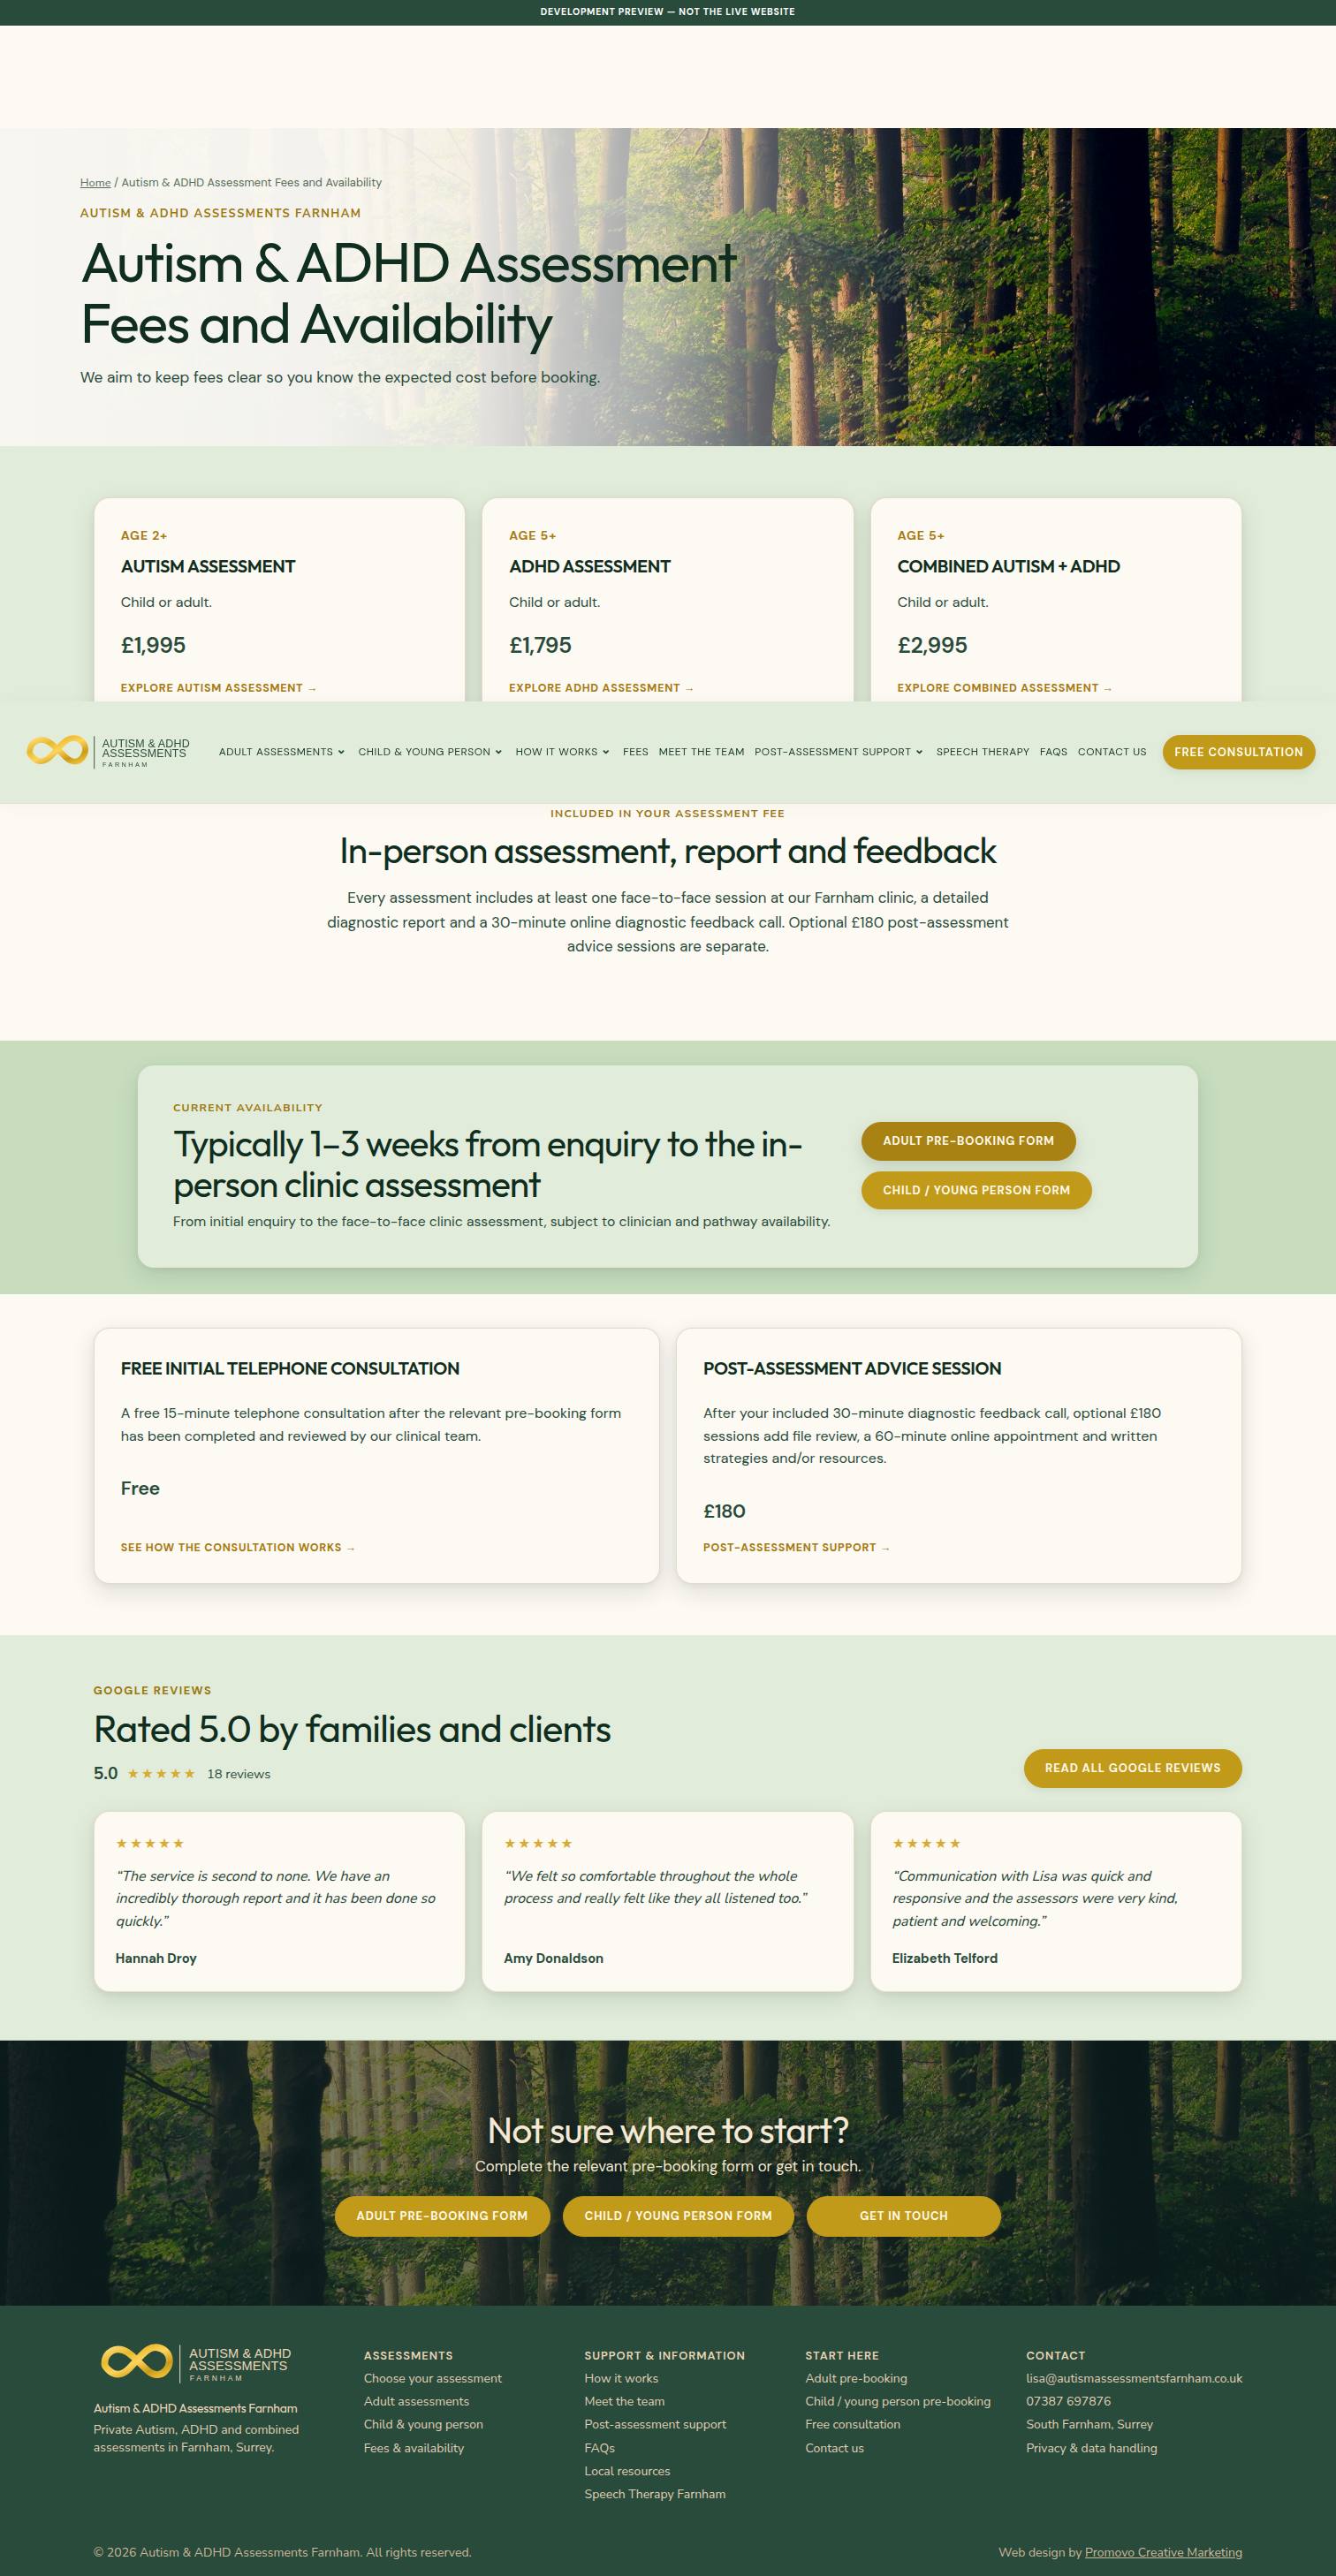 DEVELOPMENT PREVIEW — NOT THE LIVE WEBSITE
Home / Autism & ADHD Assessment Fees and Availability
AUTISM & ADHD ASSESSMENTS FARNHAM
Autism & ADHD Assessment
Fees and Availability
We aim to keep fees clear so you know the expected cost before booking.
AGE 2+
AUTISM ASSESSMENT
Child or adult.
£1,995
EXPLORE AUTISM ASSESSMENT →
AGE 5+
ADHD ASSESSMENT
Child or adult.
£1,795
EXPLORE ADHD ASSESSMENT →
AGE 5+
COMBINED AUTISM + ADHD
Child or adult.
£2,995
EXPLORE COMBINED ASSESSMENT →
AUTISM & ADHD
ASSESSMENTS
FARNHAM
ADULT ASSESSMENTS
CHILD & YOUNG PERSON
HOW IT WORKS
FEES
MEET THE TEAM
POST-ASSESSMENT SUPPORT
SPEECH THERAPY
FAQS
CONTACT US
FREE CONSULTATION
INCLUDED IN YOUR ASSESSMENT FEE
In-person assessment, report and feedback
Every assessment includes at least one face-to-face session at our Farnham clinic, a detailed
diagnostic report and a 30-minute online diagnostic feedback call. Optional £180 post-assessment
advice sessions are separate.
CURRENT AVAILABILITY
Typically 1–3 weeks from enquiry to the in-
person clinic assessment
From initial enquiry to the face-to-face clinic assessment, subject to clinician and pathway availability.
ADULT PRE-BOOKING FORM
CHILD / YOUNG PERSON FORM
FREE INITIAL TELEPHONE CONSULTATION
A free 15-minute telephone consultation after the relevant pre-booking form
has been completed and reviewed by our clinical team.
Free
SEE HOW THE CONSULTATION WORKS →
POST-ASSESSMENT ADVICE SESSION
After your included 30-minute diagnostic feedback call, optional £180
sessions add file review, a 60-minute online appointment and written
strategies and/or resources.
£180
POST-ASSESSMENT SUPPORT →
GOOGLE REVIEWS
Rated 5.0 by families and clients
5.0 ★★★★★ 18 reviews
READ ALL GOOGLE REVIEWS
★★★★★
“The service is second to none. We have an
incredibly thorough report and it has been done so
quickly.”
Hannah Droy
★★★★★
“We felt so comfortable throughout the whole
process and really felt like they all listened too.”
Amy Donaldson
★★★★★
“Communication with Lisa was quick and
responsive and the assessors were very kind,
patient and welcoming.”
Elizabeth Telford
Not sure where to start?
Complete the relevant pre-booking form or get in touch.
ADULT PRE-BOOKING FORM
CHILD / YOUNG PERSON FORM
GET IN TOUCH
AUTISM & ADHD
ASSESSMENTS
FARNHAM
Autism & ADHD Assessments Farnham
Private Autism, ADHD and combined
assessments in Farnham, Surrey.
ASSESSMENTS
Choose your assessment
Adult assessments
Child & young person
Fees & availability
SUPPORT & INFORMATION
How it works
Meet the team
Post-assessment support
FAQs
Local resources
Speech Therapy Farnham
START HERE
Adult pre-booking
Child / young person pre-booking
Free consultation
Contact us
CONTACT
lisa@autismassessmentsfarnham.co.uk
07387 697876
South Farnham, Surrey
Privacy & data handling
© 2026 Autism & ADHD Assessments Farnham. All rights reserved.
Web design by Promovo Creative Marketing